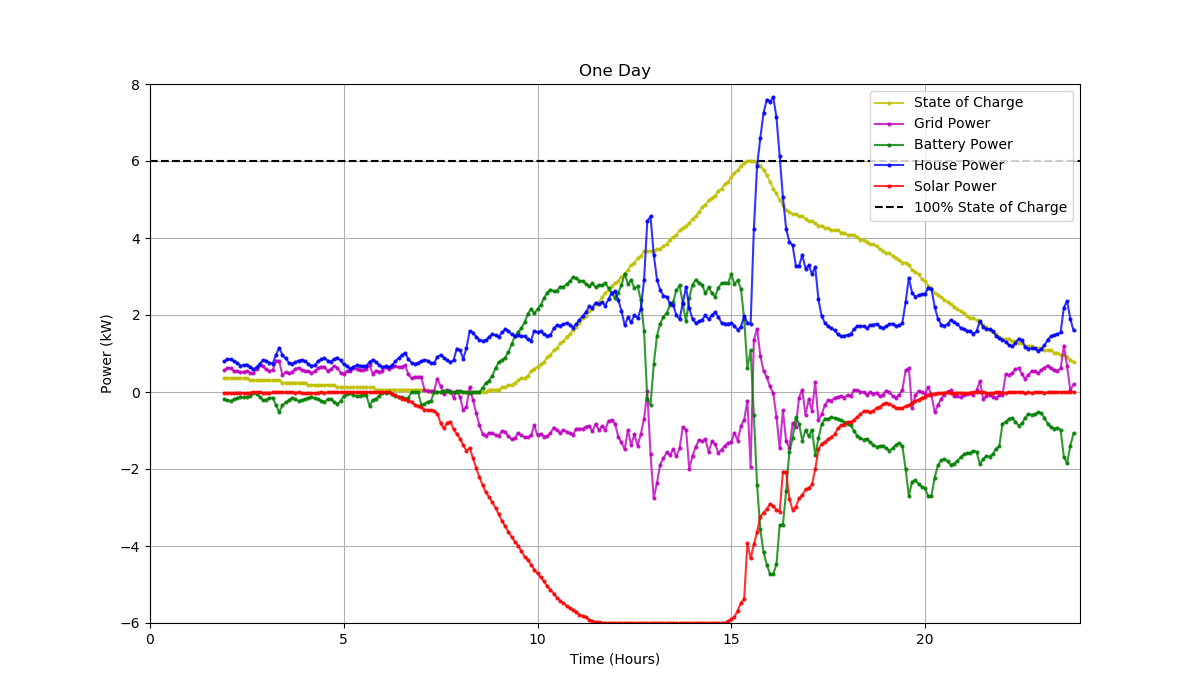 One Day
Power (kW)
8
6
4
2
0
−2
−4
−6
0
5
10
15
20
Time (Hours)
State of Charge
Grid Power
Battery Power
House Power
Solar Power
100% State of Charge